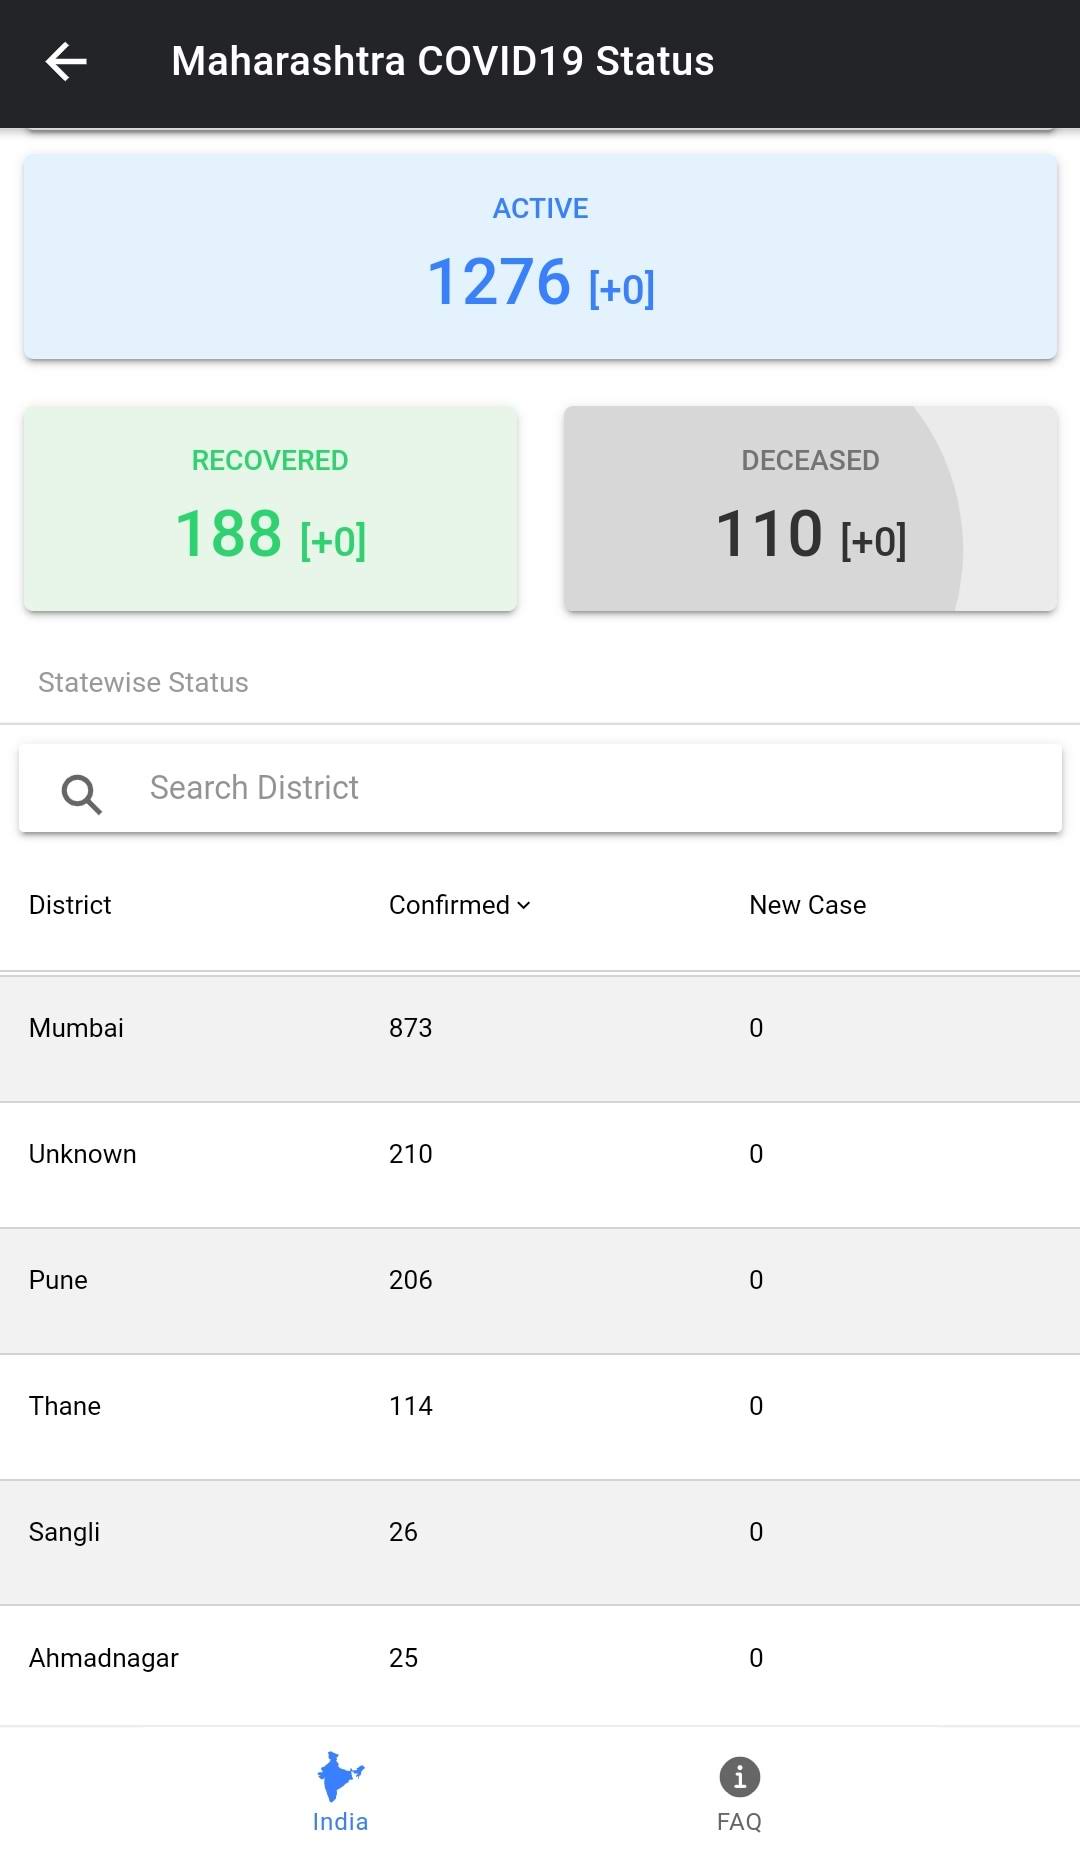 Maharashtra COVID19 Status
ACTIVE
1276 [+0]
RECOVERED
188 [+0]
DECEASED
110 [+0]
Statewise Status
Search District
District Confirmed New Case
Mumbai 873 0
Unknown 210 0
Pune 206 0
Thane 114 0
Sangli 26 0
Ahmadnagar 25 0
India FAQ